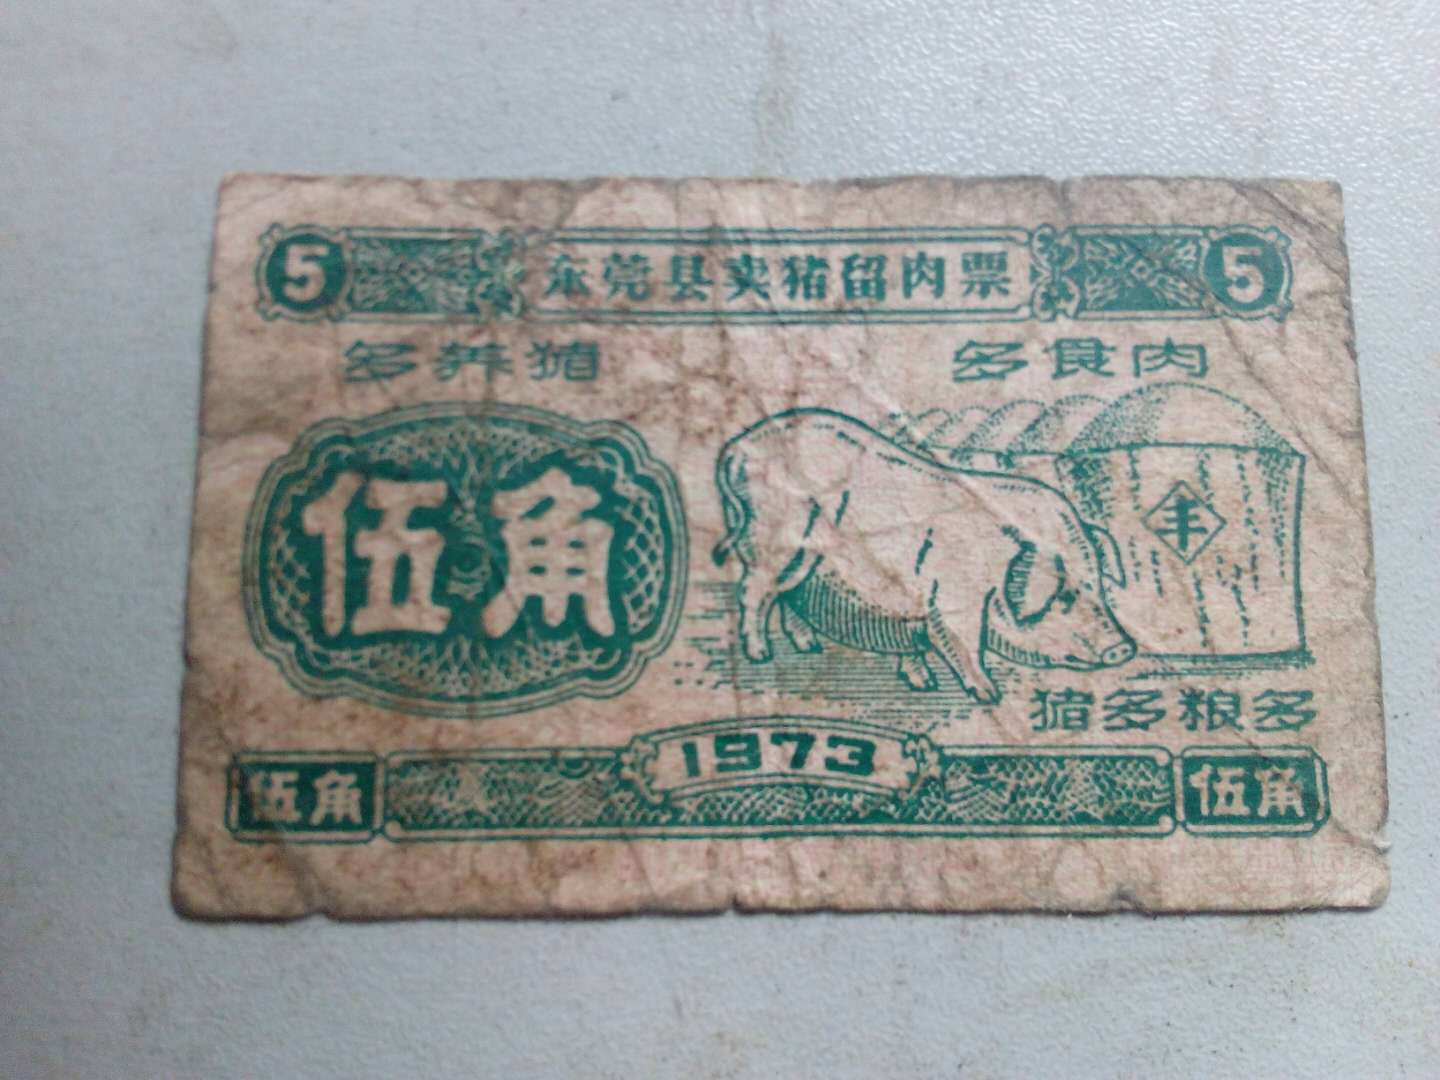 5 东莞县卖猪留肉票 5
多养猪 多食肉
伍角
丰
猪多粮多
1973
伍角 伍角